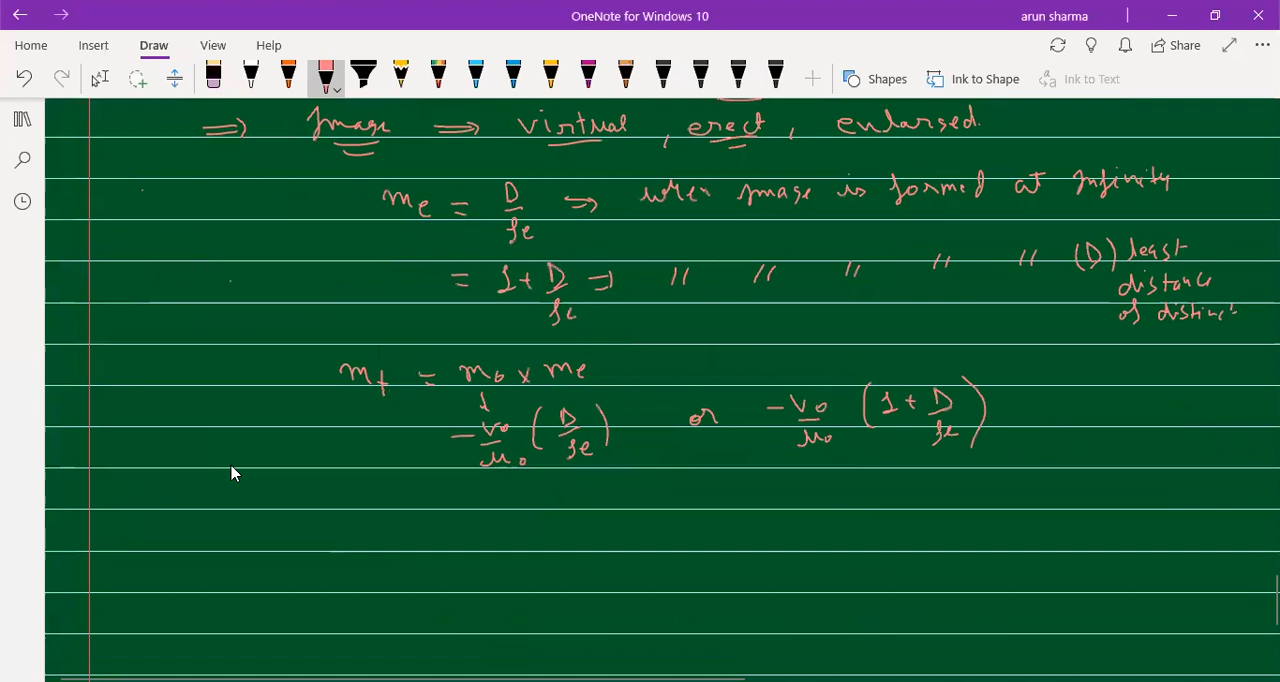 OneNote for Windows 10
arun sharma
Home Insert Draw View Help
Share
Shapes Ink to Shape Ink to Text
⇒ Image ⇒ virtual, erect, enlarged.
me = D/fe ⇒ when image is formed at infinity
= 1 + D/fe ⇒ " " " " " (D) least
distance
of distinct
mt = mo × me
-vo/uo (D/fe) or -vo/uo (1 + D/fe)